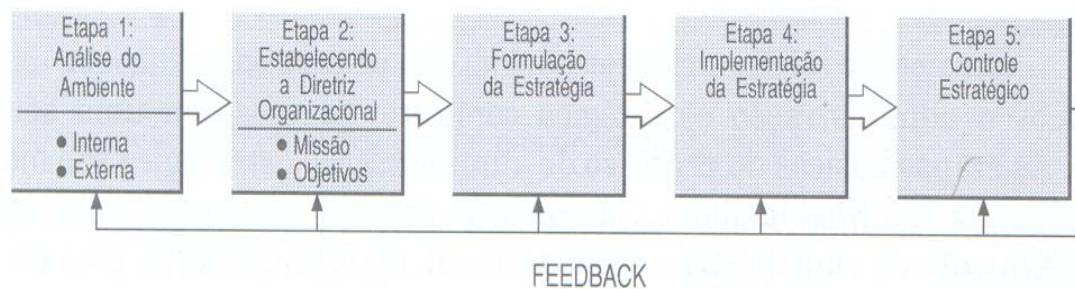 Etapa 1:
Análise do
Ambiente
● Interna
● Externa
Etapa 2:
Estabelecendo
a Diretriz
Organizacional
● Missão
● Objetivos
Etapa 3:
Formulação
da Estratégia
Etapa 4:
Implementação
da Estratégia
Etapa 5:
Controle
Estratégico
FEEDBACK